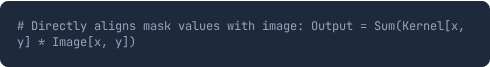 # Directly aligns mask values with image: Output = Sum(Kernel[x,
y] * Image[x, y])